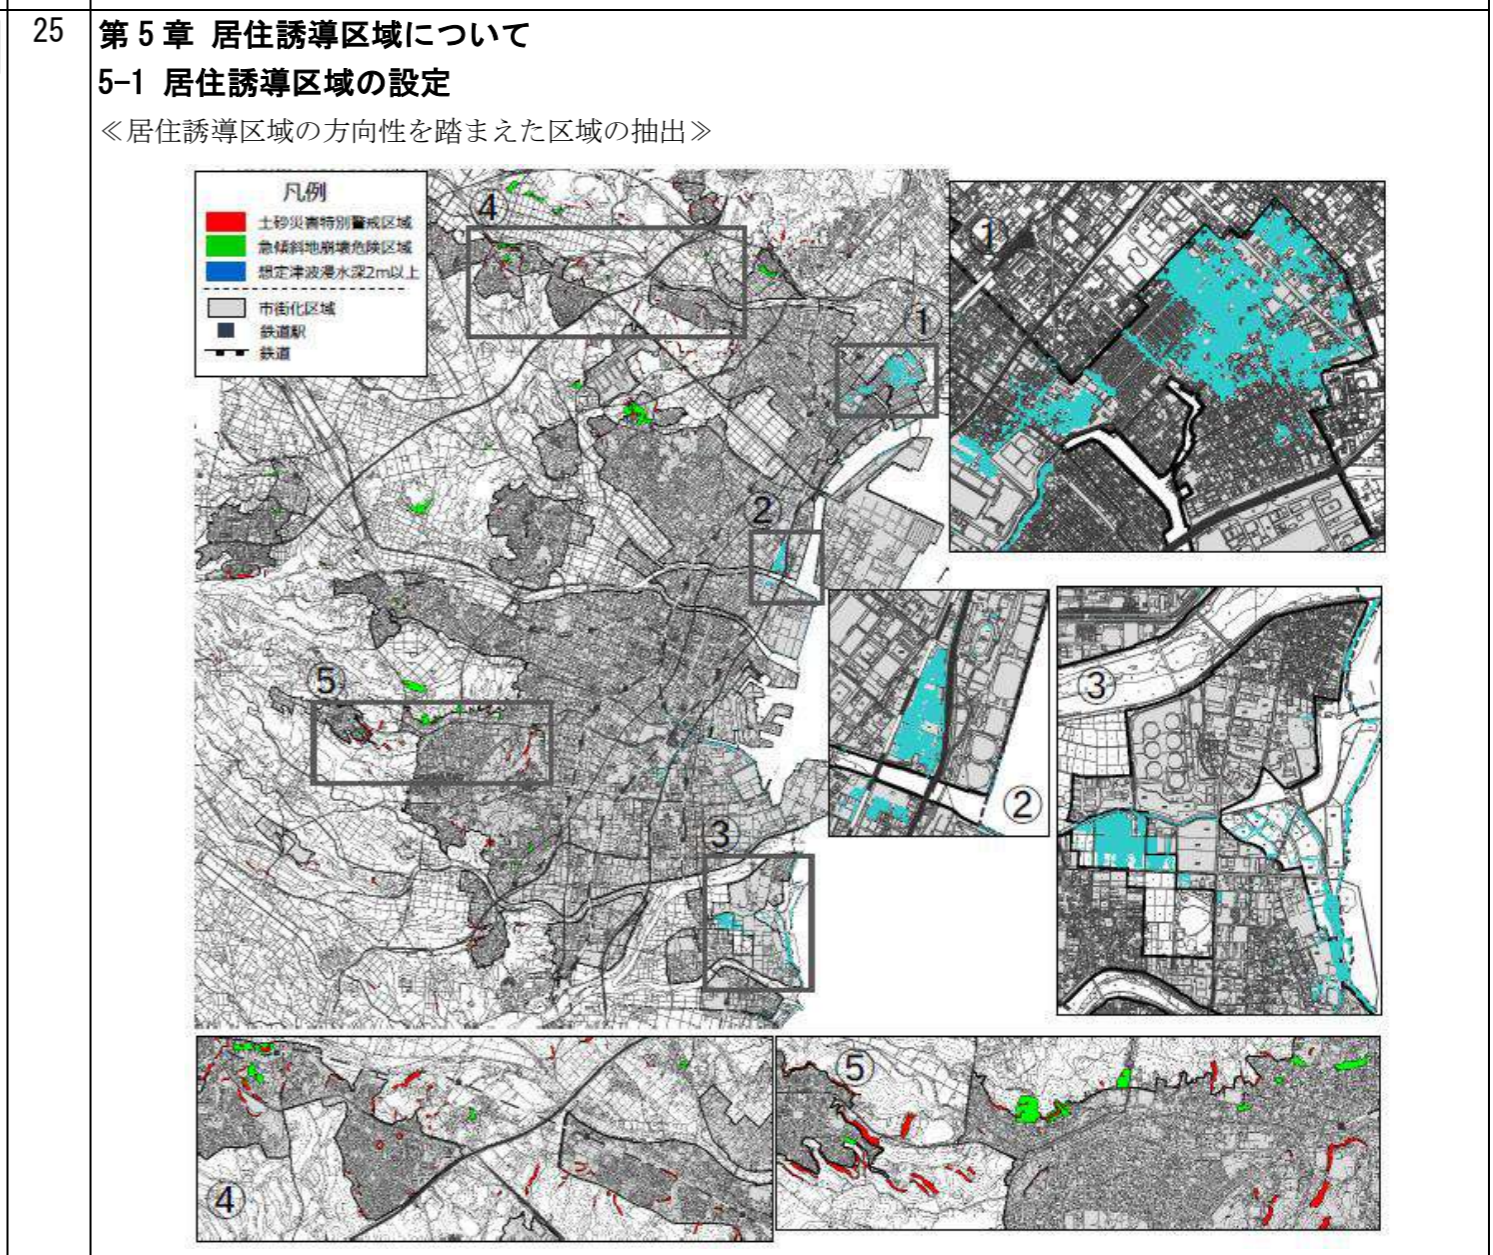 25
第5章 居住誘導区域について
5-1 居住誘導区域の設定
≪居住誘導区域の方向性を踏まえた区域の抽出≫
凡例
土砂災害特別警戒区域
急傾斜地崩壊危険区域
想定津波浸水深2m以上
市街化区域
鉄道駅
鉄道
④
①
②
⑤
③
①
②
③
④
⑤